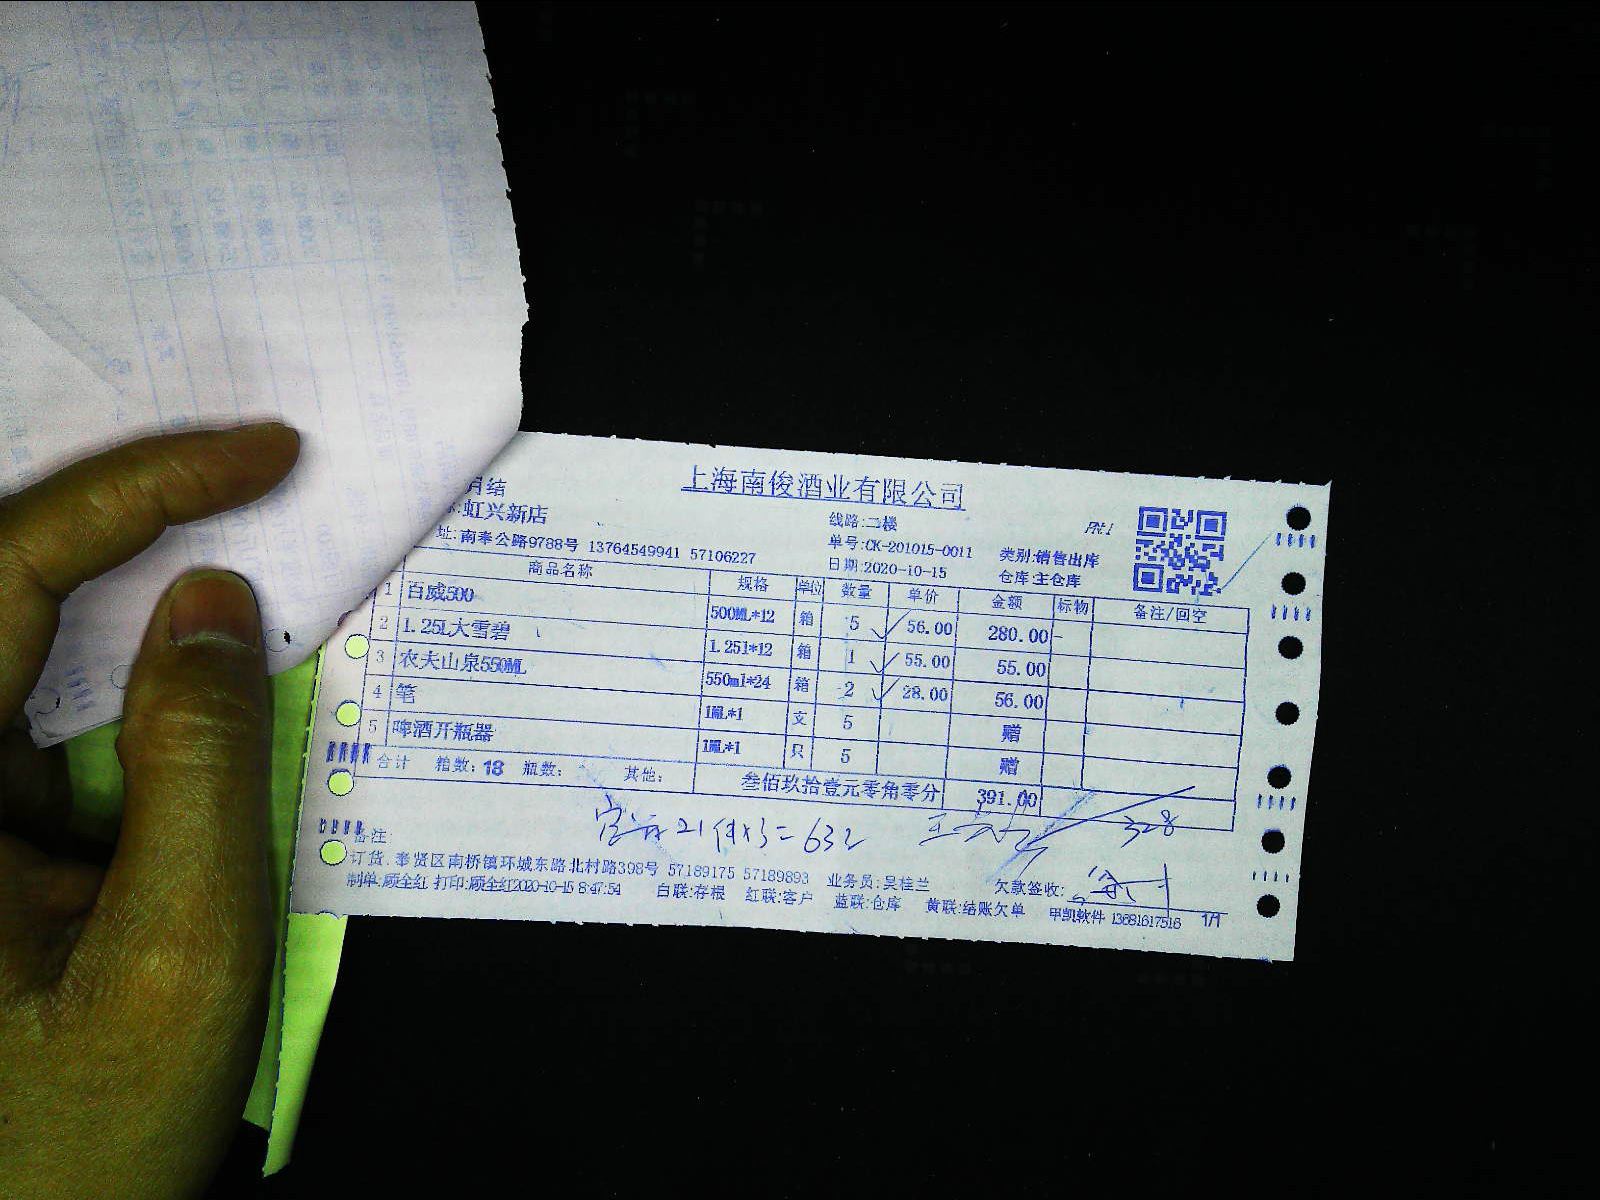 上海南俊酒业有限公司
月结
虹兴新店
线路:二楼
址:南奉公路9788号 13764549941 57106227
单号:CK-201015-0011 类别:销售出库
日期:2020-10-15 仓库:主仓库
商品名称 规格 单位 数量 单价 金额 标物 备注/回空
1 百威500 500ML*12 箱 5 56.00 280.00
2 1.25L大雪碧 1.25l*12 箱 1 55.00 55.00
3 农夫山泉550ML 550ml*24 箱 2 28.00 56.00
4 笔 1*1 支 5 赠
5 啤酒开瓶器 1*1 只 5 赠
合计 箱数: 18 瓶数: 其他: 叁佰玖拾壹元零角零分 391.00
21件×3=63 328
备注:
订货:奉贤区南桥镇环城东路北村路398号 57189175 57189893 业务员:吴桂兰 欠款签收:
制单:顾全红 打印:顾全红2020-10-15 8:47:54 白联:存根 红联:客户 蓝联:仓库 黄联:结账欠单 甲凯软件 13681617516 1/1